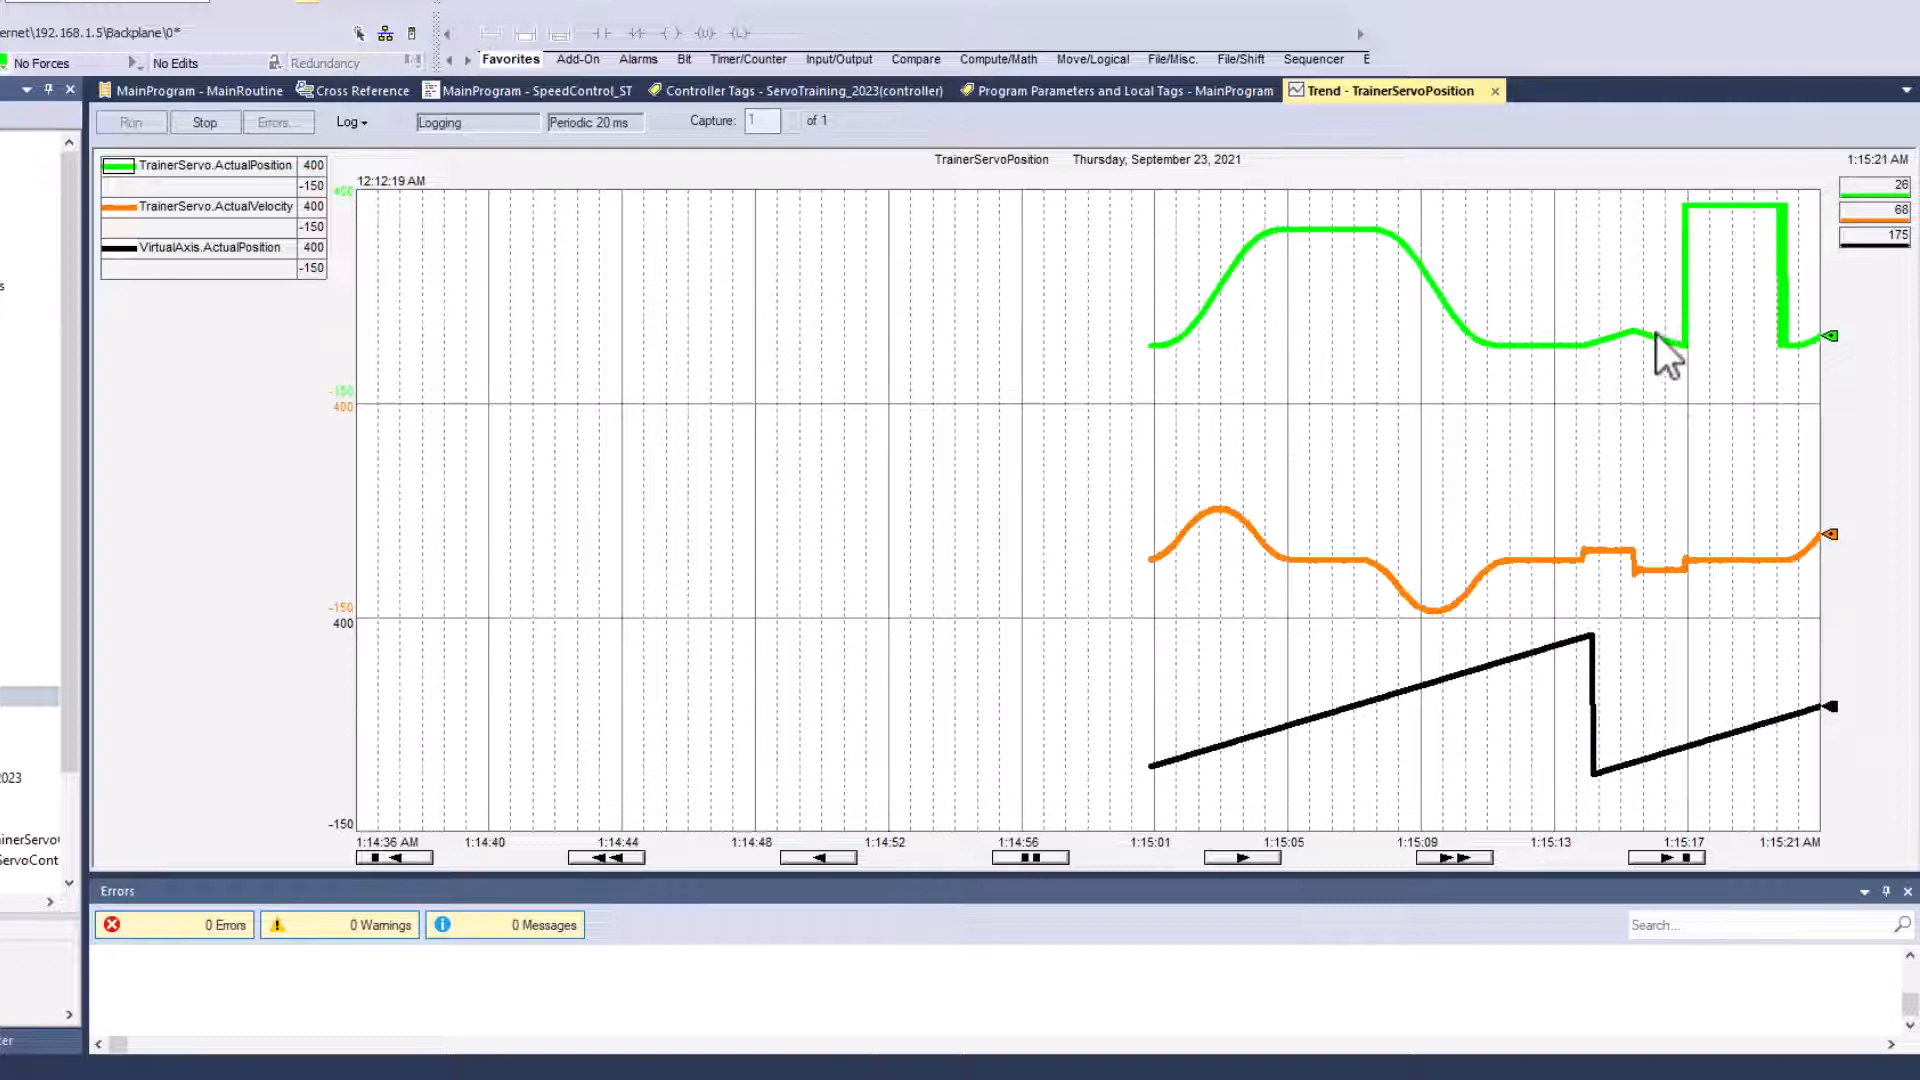 ernet\192.168.1.5\Backplane\0*
No Forces No Edits Redundancy
Favorites Add-On Alarms Bit Timer/Counter Input/Output Compare Compute/Math Move/Logical File/Misc. File/Shift Sequencer E
MainProgram - MainRoutine Cross Reference MainProgram - SpeedControl_ST Controller Tags - ServoTraining_2023(controller) Program Parameters and Local Tags - MainProgram Trend - TrainerServoPosition
Run Stop Errors... Log Logging Periodic 20 ms Capture: 1 of 1
TrainerServoPosition Thursday, September 23, 2021 1:15:21 AM
TrainerServo.ActualPosition 400
-150
TrainerServo.ActualVelocity 400
-150
VirtualAxis.ActualPosition 400
-150
12:12:19 AM
26
68
175
400
-150
400
-150
400
-150
1:14:36 AM 1:14:40 1:14:44 1:14:48 1:14:52 1:14:56 1:15:01 1:15:05 1:15:09 1:15:13 1:15:17 1:15:21 AM
s
2023
inerServo
ServoCont
ter
Errors
0 Errors 0 Warnings 0 Messages Search...